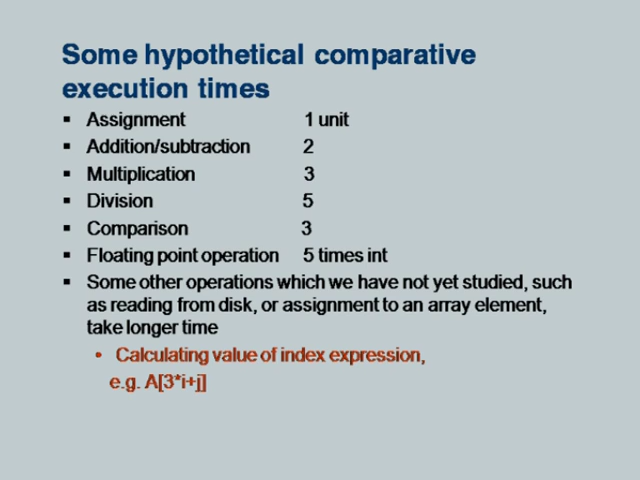 Some hypothetical comparative
execution times
▪ Assignment 1 unit
▪ Addition/subtraction 2
▪ Multiplication 3
▪ Division 5
▪ Comparison 3
▪ Floating point operation 5 times int
▪ Some other operations which we have not yet studied, such
as reading from disk, or assignment to an array element,
take longer time
• Calculating value of index expression,
e.g. A[3*i+j]